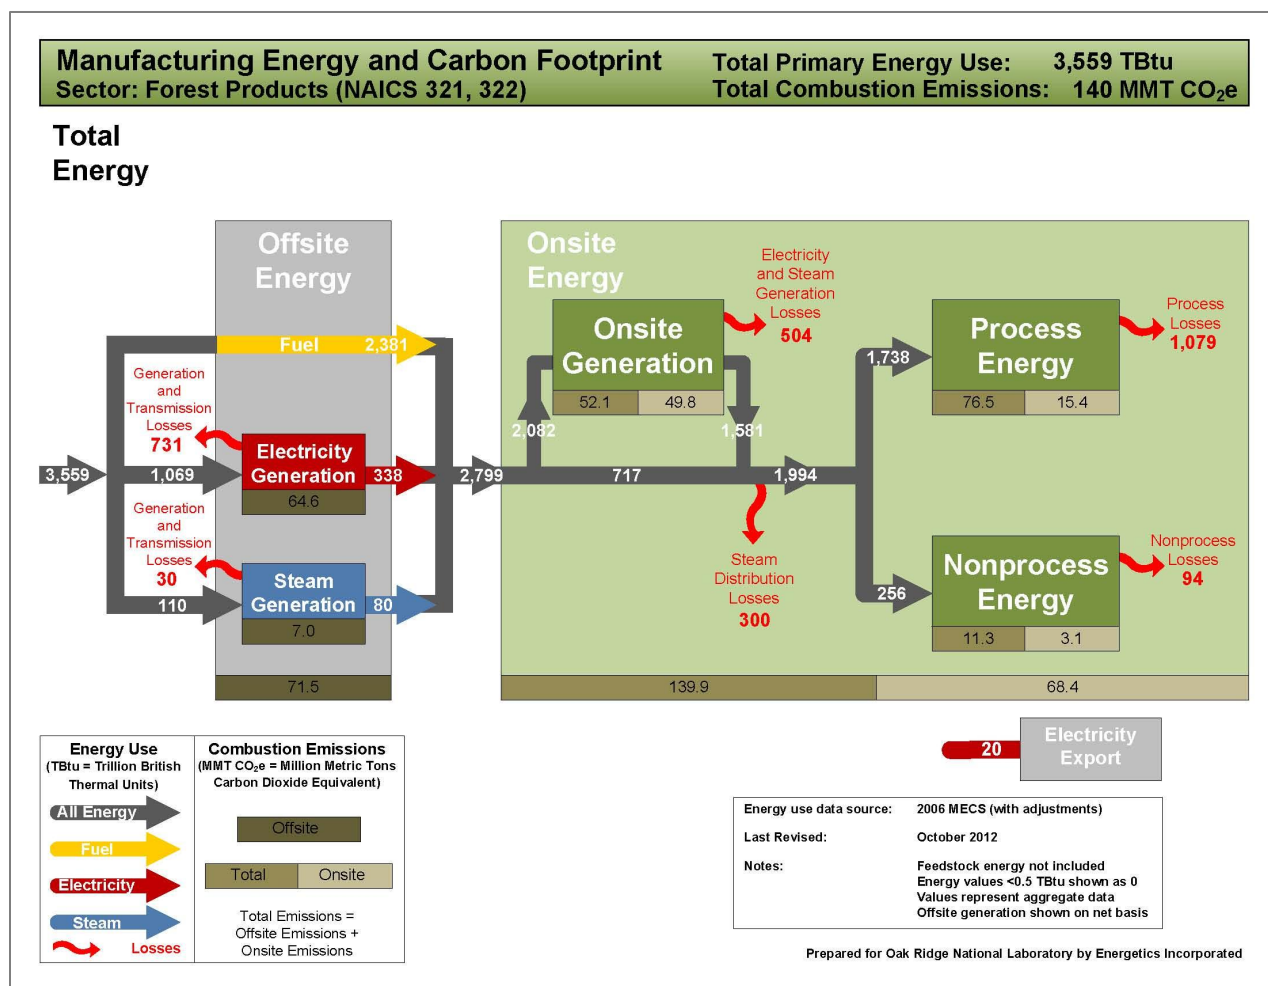 Manufacturing Energy and Carbon Footprint
Sector: Forest Products (NAICS 321, 322)
Total Primary Energy Use: 3,559 TBtu
Total Combustion Emissions: 140 MMT CO₂e
Total
Energy
Offsite
Energy
Fuel 2,381
Generation
and
Transmission
Losses
731
Electricity
Generation
64.6
3,559
1,069
338
2,799
Generation
and
Transmission
Losses
30
Steam
Generation
7.0
110
80
71.5
Onsite
Energy
Electricity
and Steam
Generation
Losses
504
Onsite
Generation
52.1 49.8
2,082
1,581
717
1,994
Steam
Distribution
Losses
300
1,738
Process
Energy
76.5 15.4
Process
Losses
1,079
256
Nonprocess
Energy
11.3 3.1
Nonprocess
Losses
94
139.9 68.4
20
Electricity
Export
Energy Use
(TBtu = Trillion British
Thermal Units)
All Energy
Fuel
Electricity
Steam
Losses
Combustion Emissions
(MMT CO₂e = Million Metric Tons
Carbon Dioxide Equivalent)
Offsite
Total Onsite
Total Emissions =
Offsite Emissions +
Onsite Emissions
Energy use data source: 2006 MECS (with adjustments)
Last Revised: October 2012
Notes: Feedstock energy not included
Energy values <0.5 TBtu shown as 0
Values represent aggregate data
Offsite generation shown on net basis
Prepared for Oak Ridge National Laboratory by Energetics Incorporated